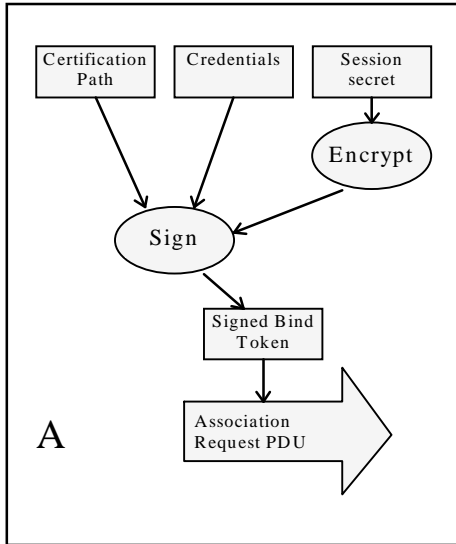 Certification
Path
Credentials
Session
secret
Encrypt
Sign
Signed Bind
Token
Association
Request PDU
A